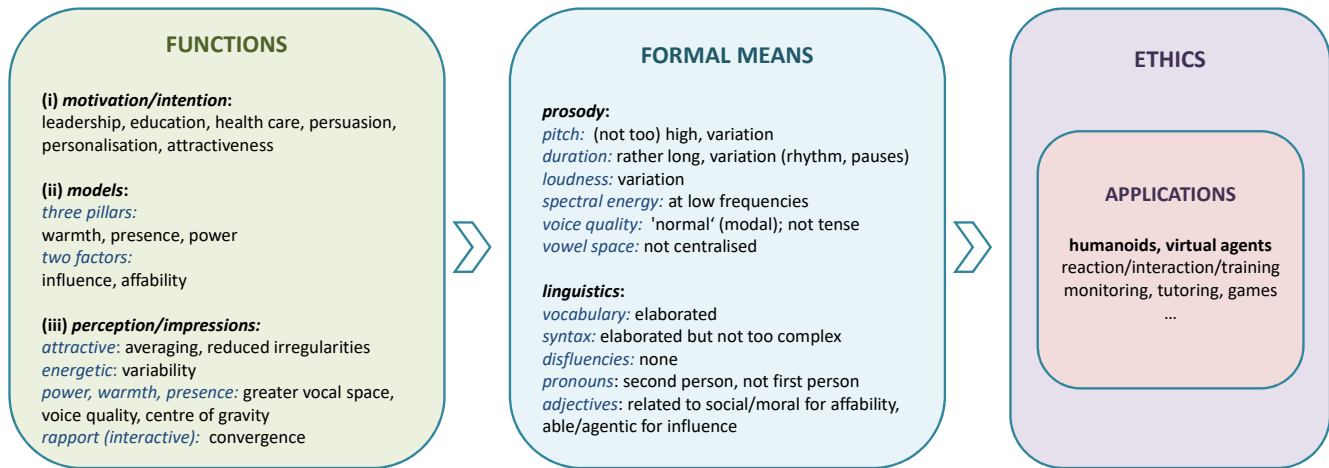 FUNCTIONS
(i) motivation/intention:
leadership, education, health care, persuasion,
personalisation, attractiveness
(ii) models:
three pillars:
warmth, presence, power
two factors:
influence, affability
(iii) perception/impressions:
attractive: averaging, reduced irregularities
energetic: variability
power, warmth, presence: greater vocal space,
voice quality, centre of gravity
rapport (interactive): convergence
FORMAL MEANS
prosody:
pitch: (not too) high, variation
duration: rather long, variation (rhythm, pauses)
loudness: variation
spectral energy: at low frequencies
voice quality: 'normal‘ (modal); not tense
vowel space: not centralised
linguistics:
vocabulary: elaborated
syntax: elaborated but not too complex
disfluencies: none
pronouns: second person, not first person
adjectives: related to social/moral for affability,
able/agentic for influence
ETHICS
APPLICATIONS
humanoids, virtual agents
reaction/interaction/training
monitoring, tutoring, games
...